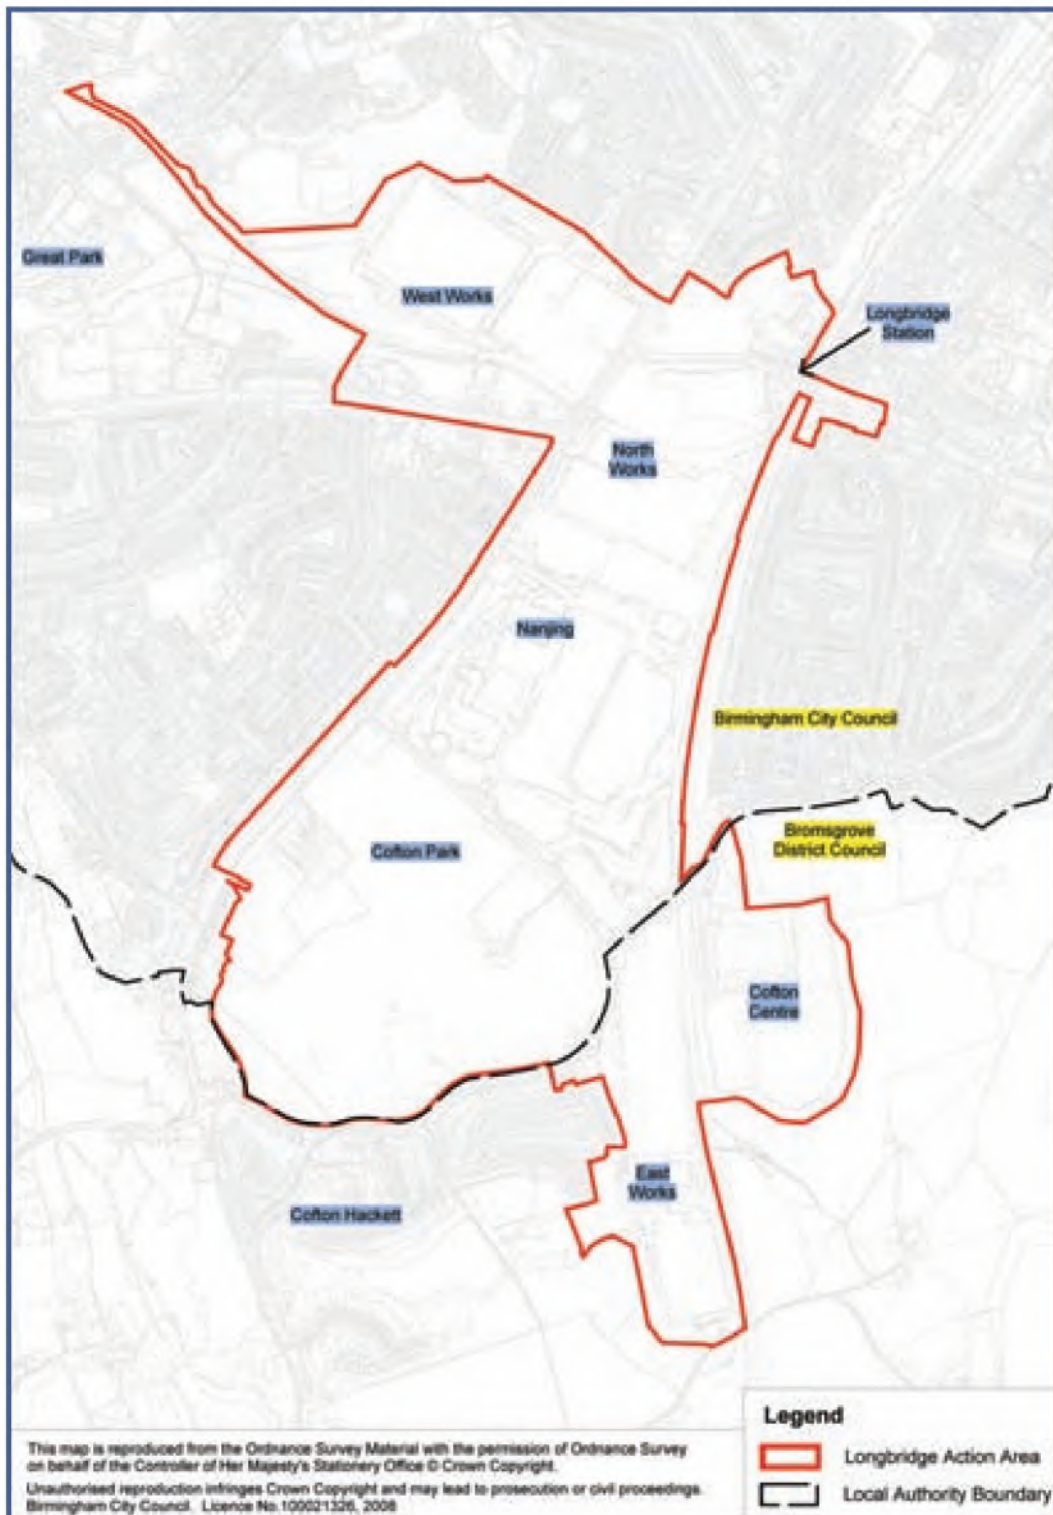 Great Park
West Works
Longbridge
Station
North
Works
Nanjing
Birmingham City Council
Bromsgrove
District Council
Cofton Park
Cofton
Centre
East
Works
Cofton Hackett
Legend
Longbridge Action Area
Local Authority Boundary
This map is reproduced from the Ordnance Survey Material with the permission of Ordnance Survey
on behalf of the Controller of Her Majesty's Stationery Office © Crown Copyright.
Unauthorised reproduction infringes Crown Copyright and may lead to prosecution or civil proceedings.
Birmingham City Council. Licence No.100021326, 2008